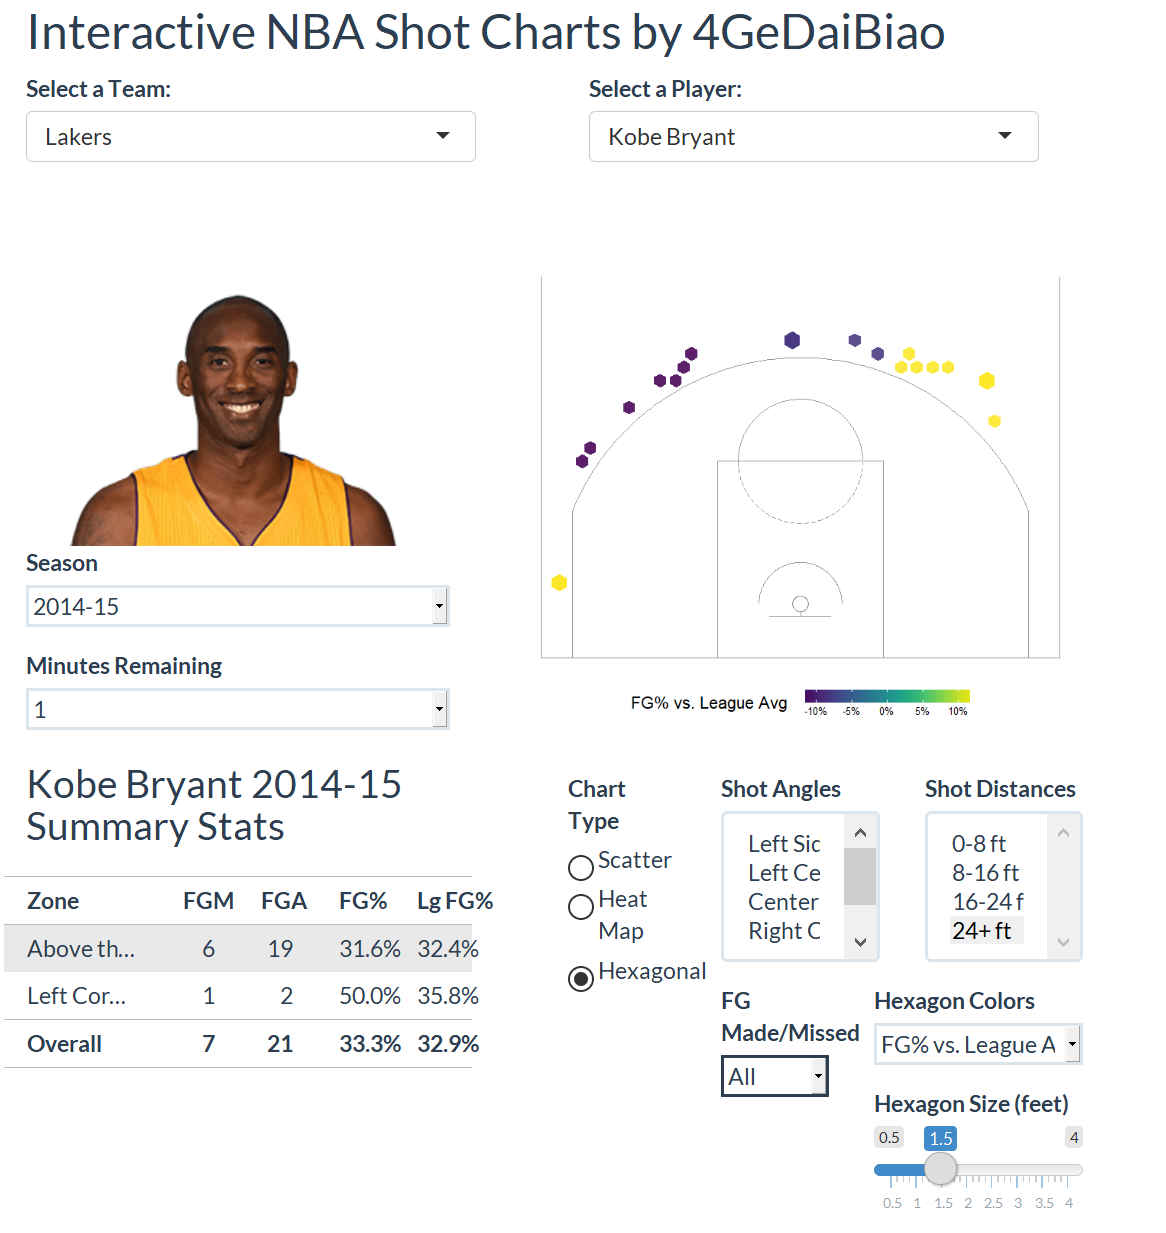 Interactive NBA Shot Charts by 4GeDaiBiao
Select a Team:
Select a Player:
Lakers
Kobe Bryant
Season
2014-15
Minutes Remaining
1
FG% vs. League Avg
-10% -5% 0% 5% 10%
Kobe Bryant 2014-15
Summary Stats
Zone FGM FGA FG% Lg FG%
Above th... 6 19 31.6% 32.4%
Left Cor... 1 2 50.0% 35.8%
Overall 7 21 33.3% 32.9%
Chart
Type
Scatter
Heat
Map
Hexagonal
Shot Angles
Left Sic
Left Ce
Center
Right C
Shot Distances
0-8 ft
8-16 ft
16-24 f
24+ ft
FG
Made/Missed
All
Hexagon Colors
FG% vs. League A
Hexagon Size (feet)
0.5 1.5 4
0.5 1 1.5 2 2.5 3 3.5 4